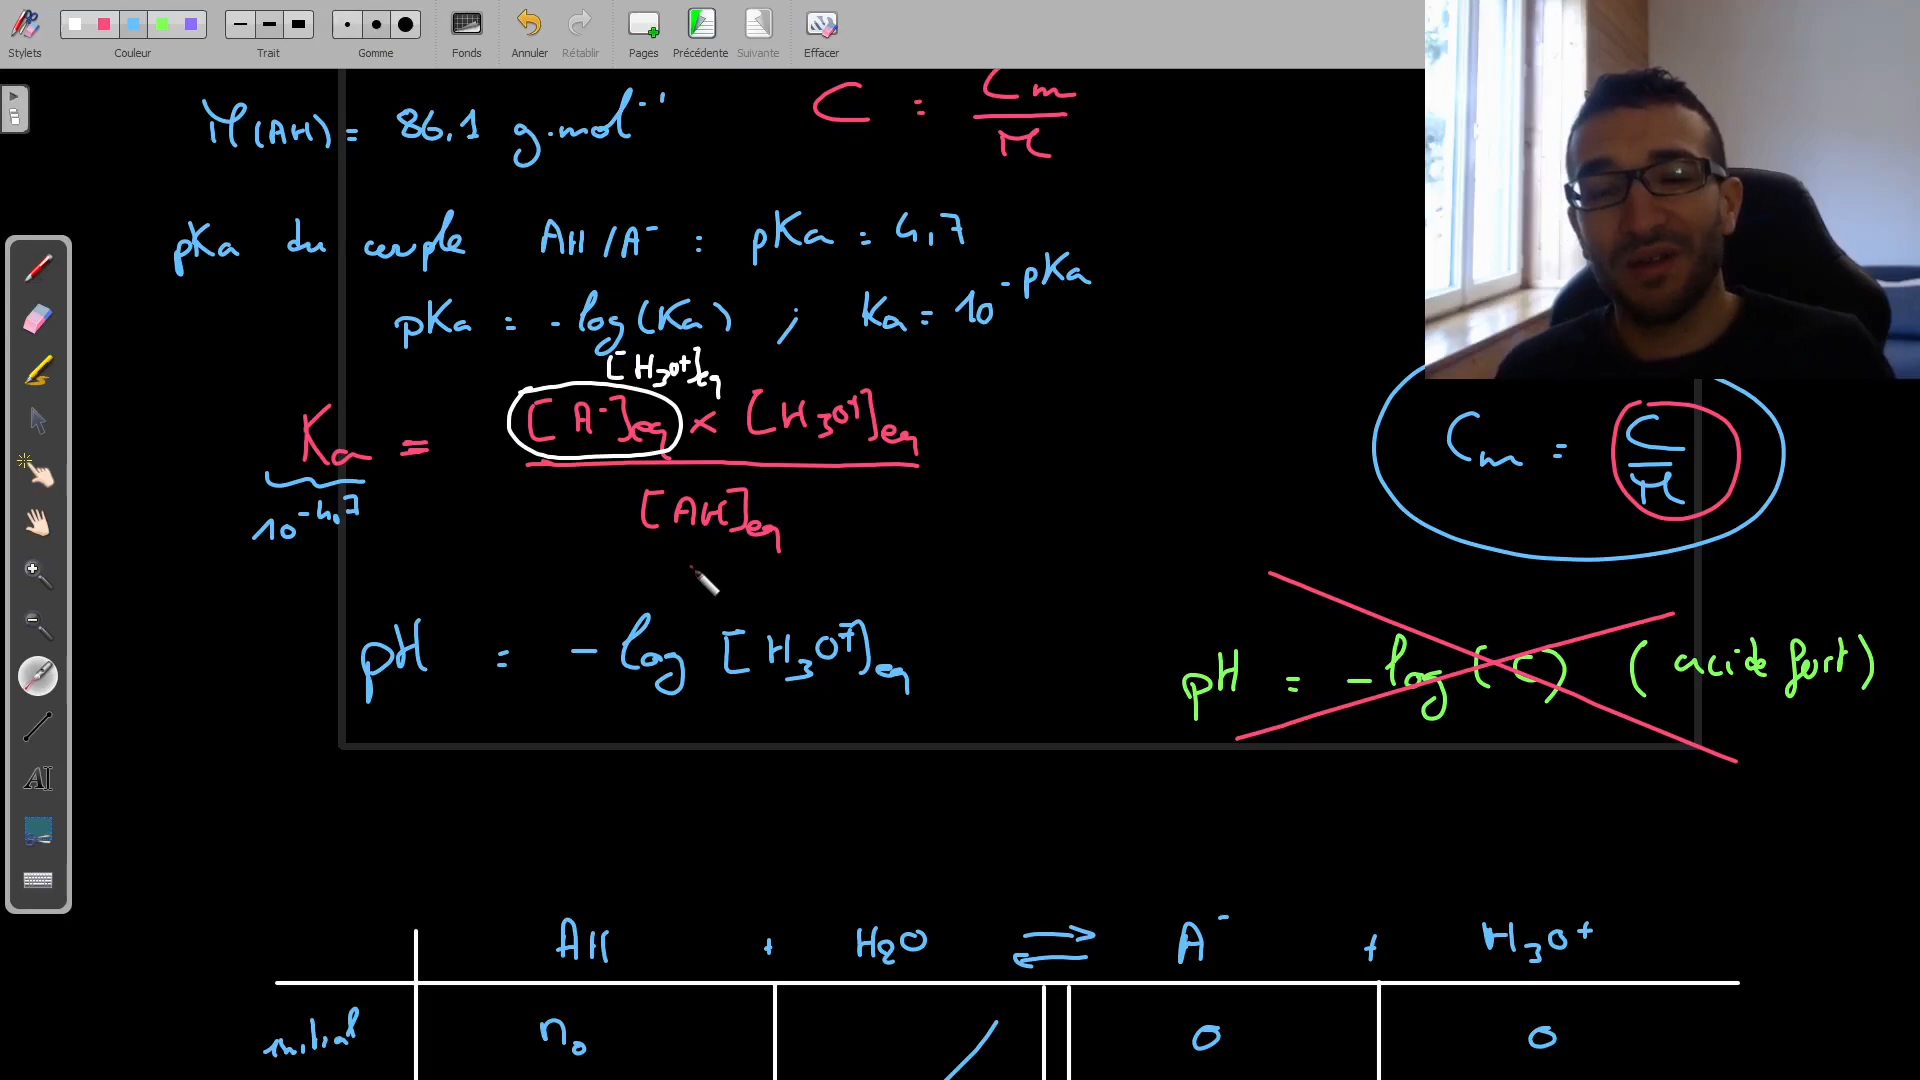 Stylets Couleur Trait Gomme Fonds Annuler Rétablir Pages Précédente Suivante Effacer
M(AH) = 86,1 g.mol⁻¹
C = Cm / M
pKa du couple AH/A⁻ : pKa = 4,7
pKa = -log(Ka) ; Ka = 10^-pKa
[H₃O⁺]éq
Ka = [A⁻]eq × [H₃O⁺]eq / [AH]eq
10^-4,7
Cm = C / M
pH = - log [H₃O⁺]eq
pH = -log(C) (acide fort)
AH + H₂O ⇌ A⁻ + H₃O⁺
initial n₀ 0 0
AI